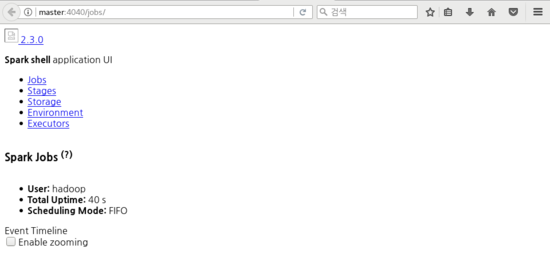 master:4040/jobs/
검색
2.3.0
Spark shell application UI
Jobs
Stages
Storage
Environment
Executors
Spark Jobs (?)
User: hadoop
Total Uptime: 40 s
Scheduling Mode: FIFO
Event Timeline
Enable zooming